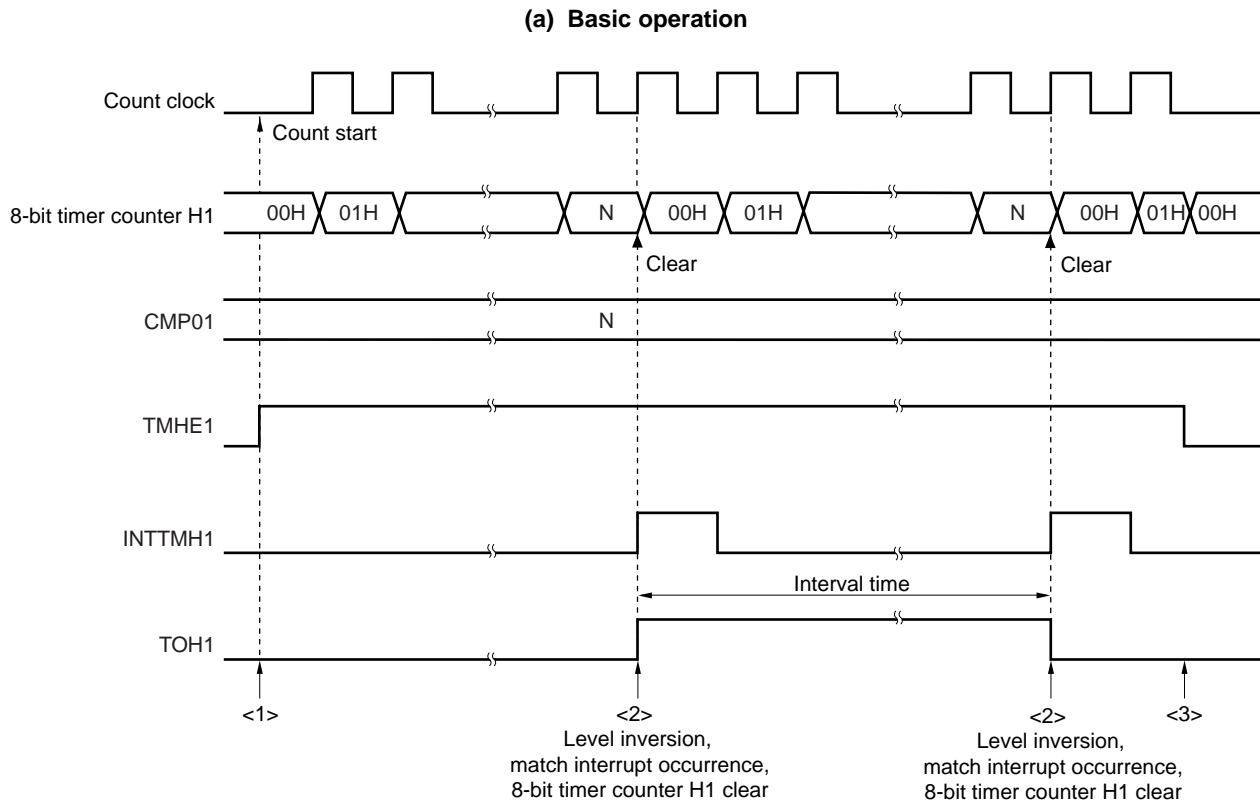 (a) Basic operation
Count clock
Count start
8-bit timer counter H1
00H 01H N 00H 01H N 00H 01H 00H
Clear Clear
CMP01 N
TMHE1
INTTMH1
Interval time
TOH1
<1> <2> <2> <3>
Level inversion,
match interrupt occurrence,
8-bit timer counter H1 clear
Level inversion,
match interrupt occurrence,
8-bit timer counter H1 clear